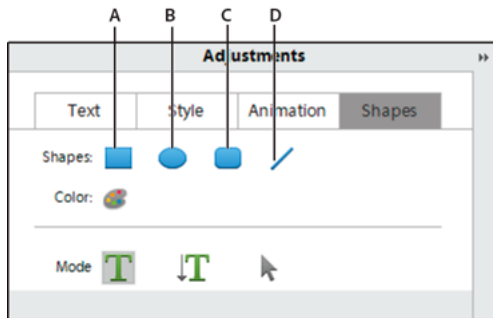 A B C D
Adjustments
Text Style Animation Shapes
Shapes:
Color:
Mode T T